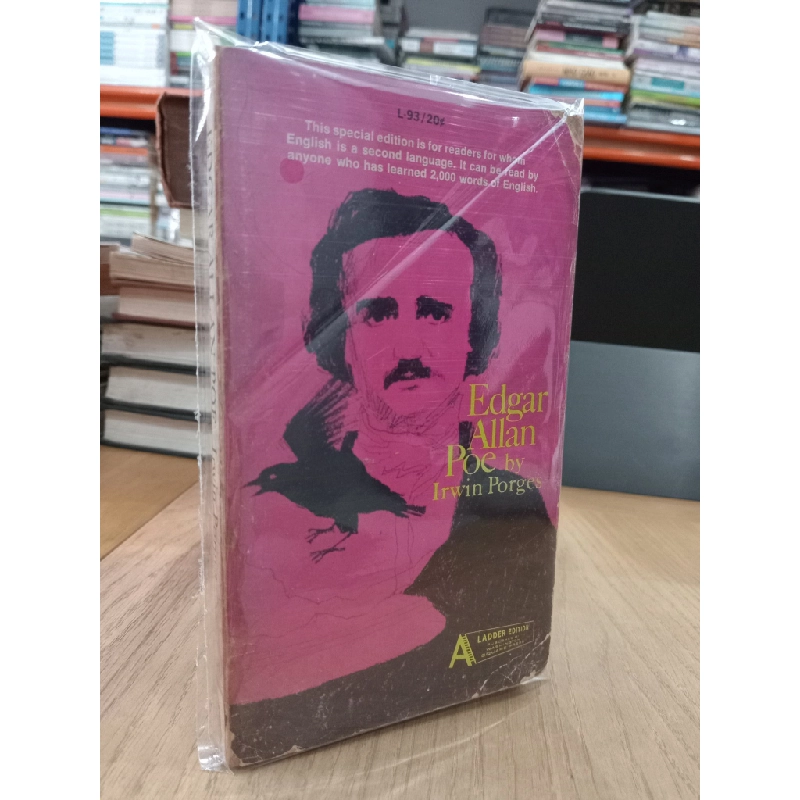 L-93/20¢
This special edition is for readers for whom
English is a second language. It can be read by
anyone who has learned 2,000 words of English.
Edgar
Allan
Poe by
Irwin Porges
A LADDER EDITION